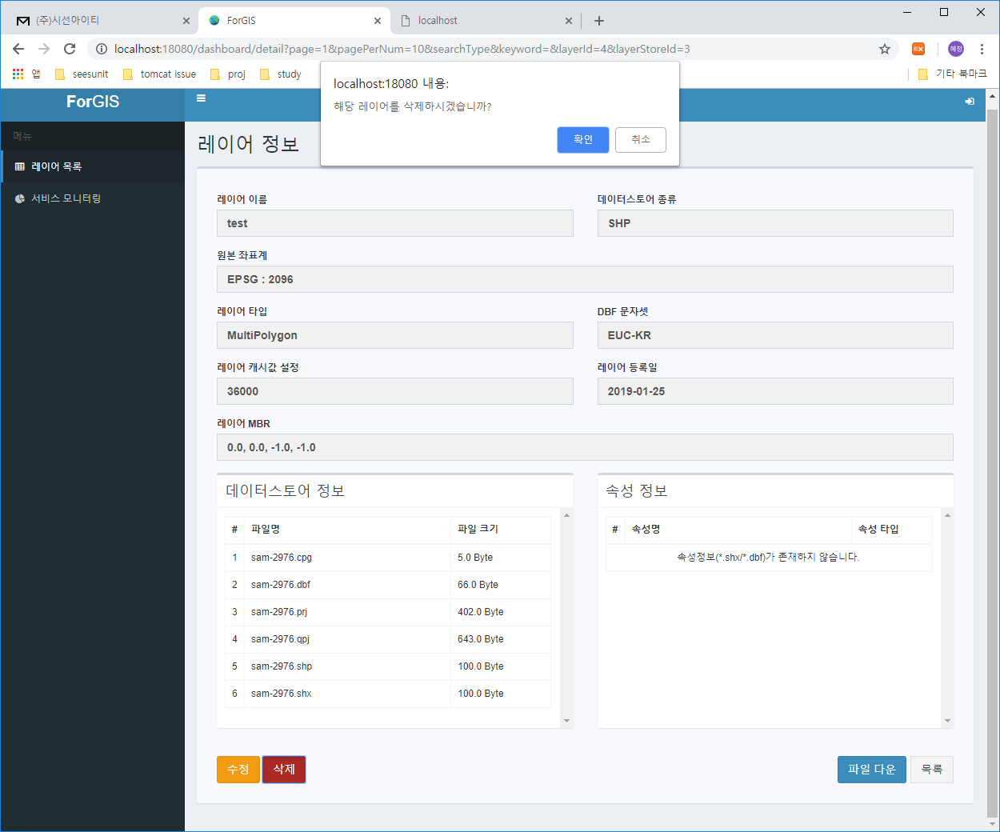 (주)시선아이티
ForGIS
localhost
localhost:18080/dashboard/detail?page=1&pagePerNum=10&searchType&keyword=&layerId=4&layerStoreId=3
혜정
앱
seesunit
tomcat issue
proj
study
기타 북마크
localhost:18080 내용:
해당 레이어를 삭제하시겠습니까?
확인
취소
ForGIS
메뉴
레이어 목록
서비스 모니터링
레이어 정보
레이어 이름
데이터스토어 종류
test
SHP
원본 좌표계
EPSG : 2096
레이어 타입
DBF 문자셋
MultiPolygon
EUC-KR
레이어 캐시값 설정
레이어 등록일
36000
2019-01-25
레이어 MBR
0.0, 0.0, -1.0, -1.0
데이터스토어 정보
# 파일명 파일 크기
1 sam-2976.cpg 5.0 Byte
2 sam-2976.dbf 66.0 Byte
3 sam-2976.prj 402.0 Byte
4 sam-2976.qpj 643.0 Byte
5 sam-2976.shp 100.0 Byte
6 sam-2976.shx 100.0 Byte
속성 정보
# 속성명 속성 타입
속성정보(*.shx/*.dbf)가 존재하지 않습니다.
수정
삭제
파일 다운
목록